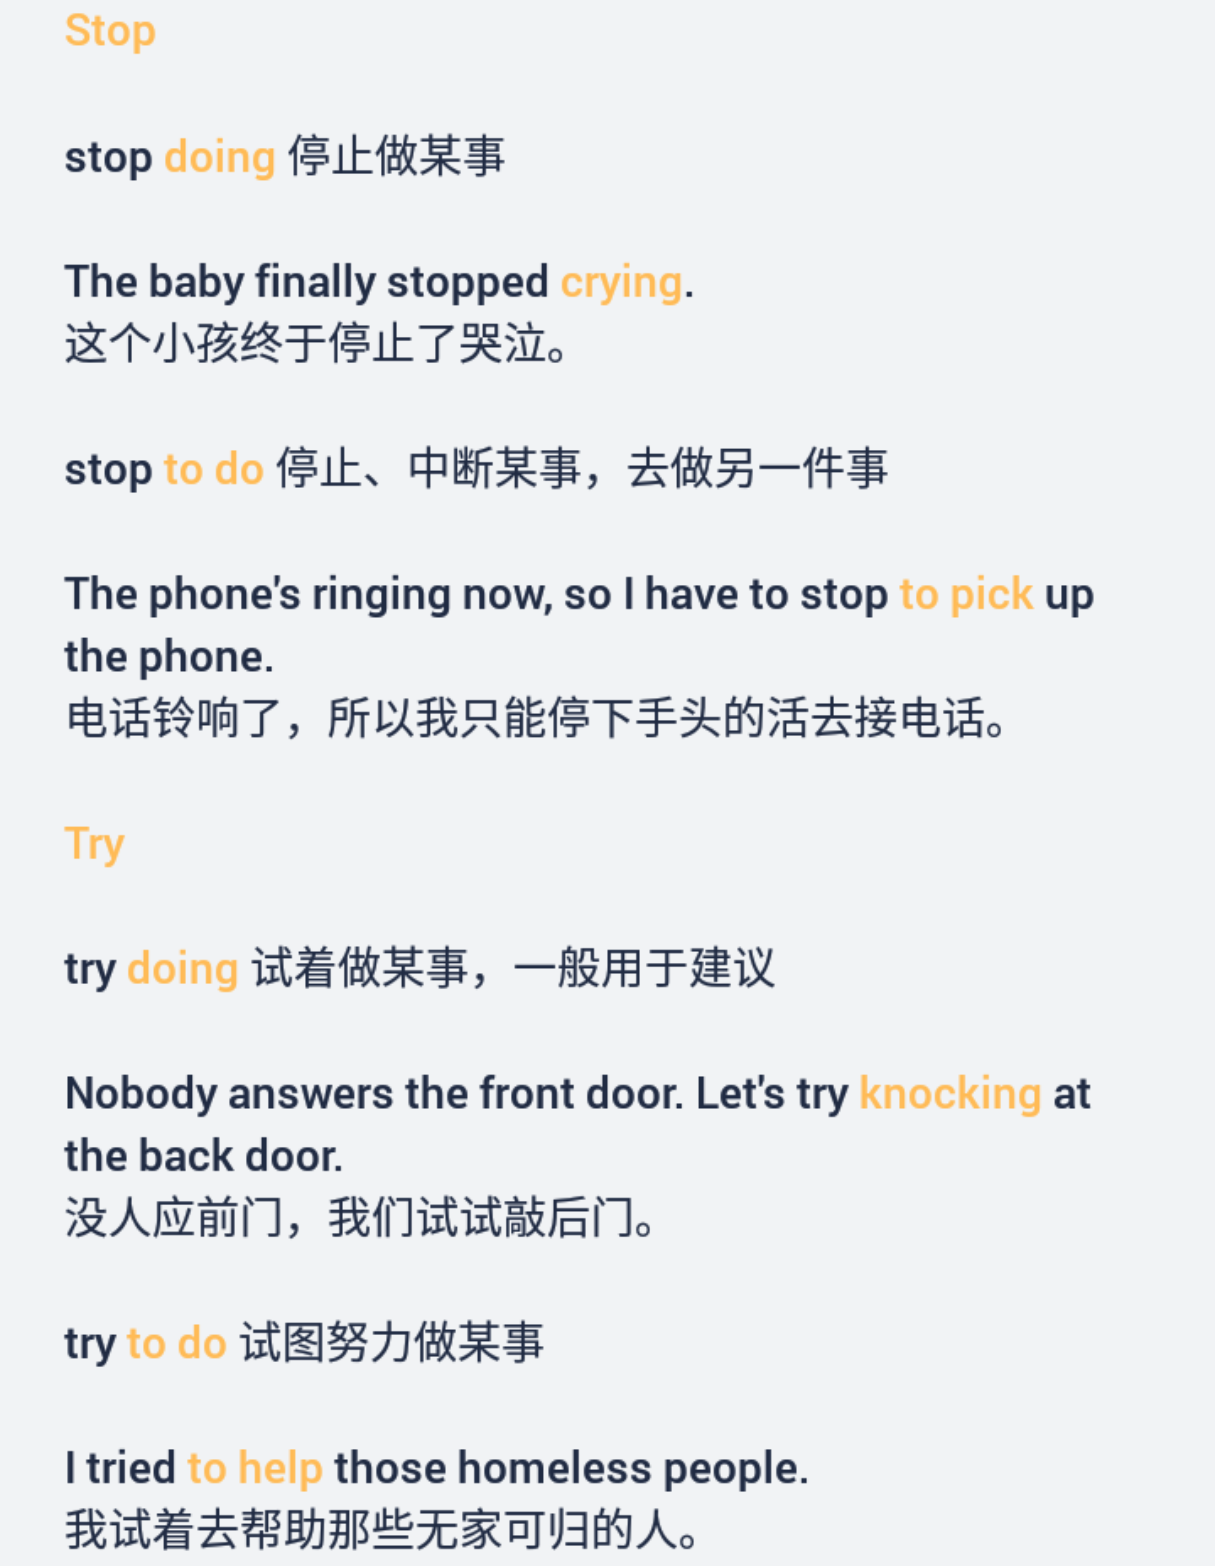 Stop
stop doing 停止做某事
The baby finally stopped crying.
这个小孩终于停止了哭泣。
stop to do 停止、中断某事，去做另一件事
The phone's ringing now, so I have to stop to pick up
the phone.
电话铃响了，所以我只能停下手头的活去接电话。
Try
try doing 试着做某事，一般用于建议
Nobody answers the front door. Let's try knocking at
the back door.
没人应前门，我们试试敲后门。
try to do 试图努力做某事
I tried to help those homeless people.
我试着去帮助那些无家可归的人。